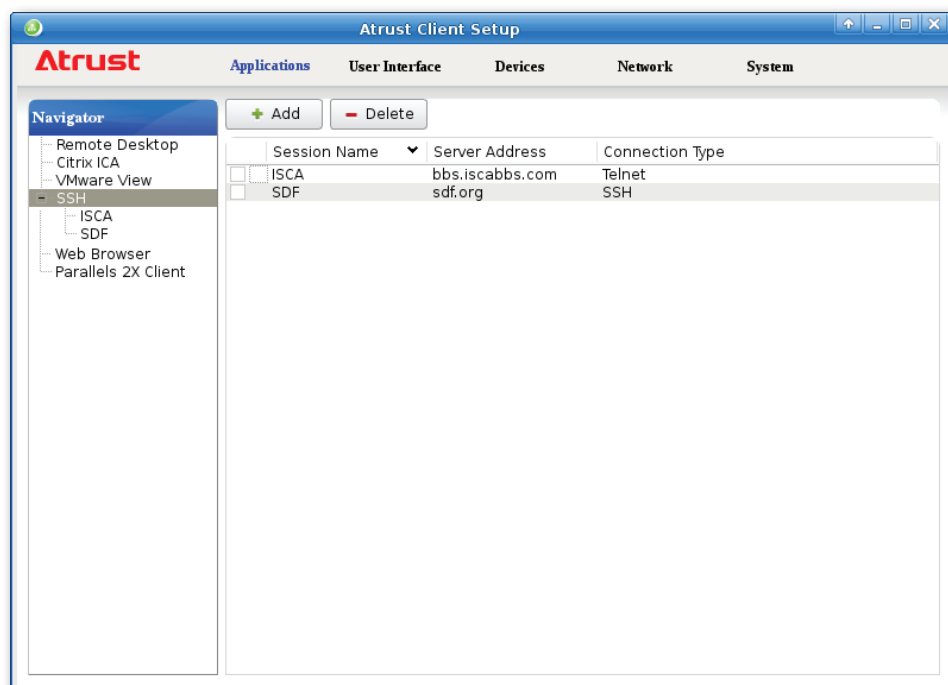 Atrust Client Setup
Atrust
Applications User Interface Devices Network System
Navigator
Remote Desktop
Citrix ICA
VMware View
SSH
ISCA
SDF
Web Browser
Parallels 2X Client
Add Delete
Session Name Server Address Connection Type
ISCA bbs.iscabbs.com Telnet
SDF sdf.org SSH